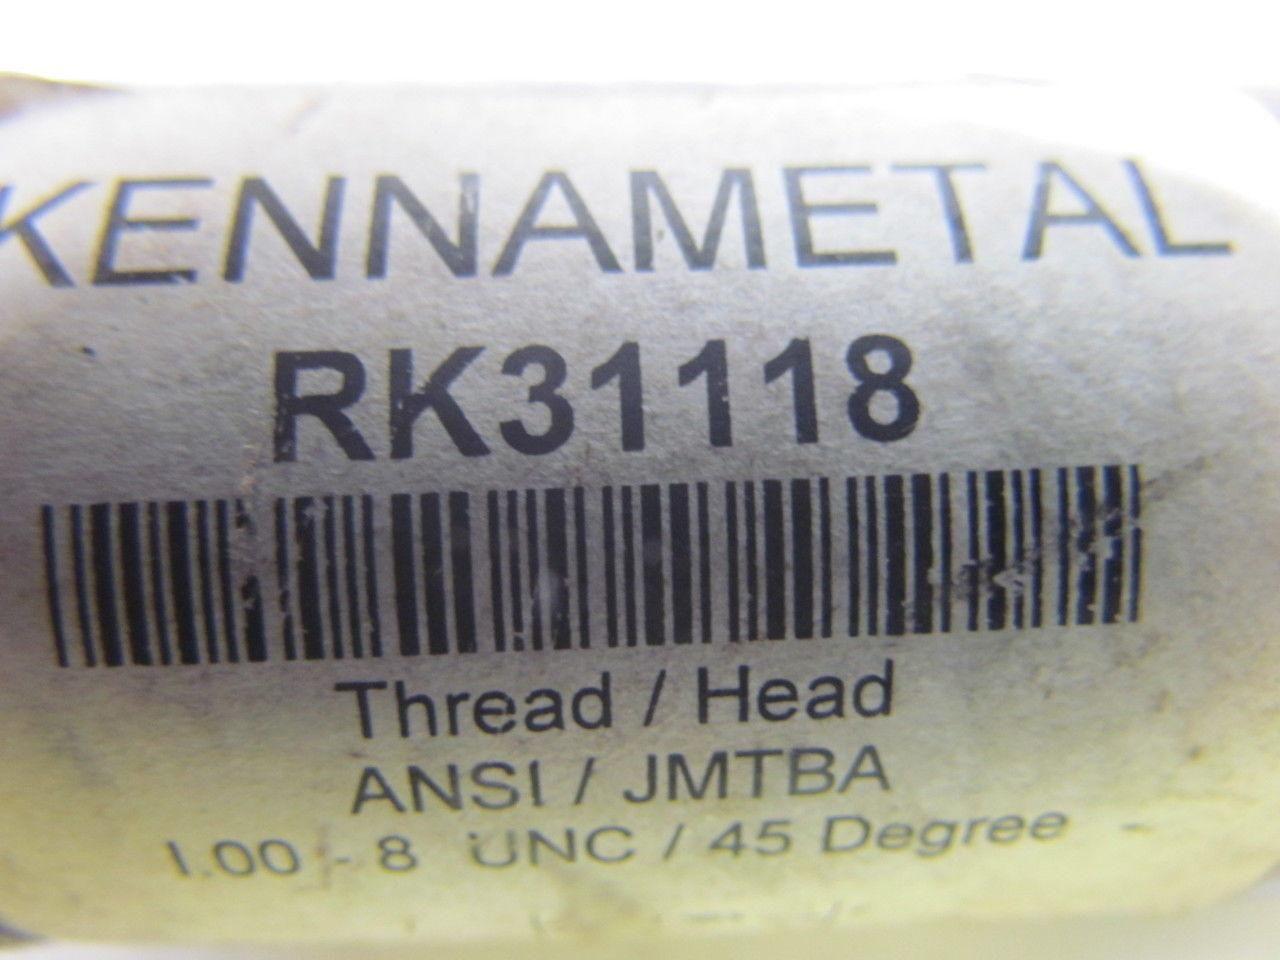 KENNAMETAL
RK31118
Thread / Head
ANSI / JMTBA
1.00 - 8 UNC / 45 Degree